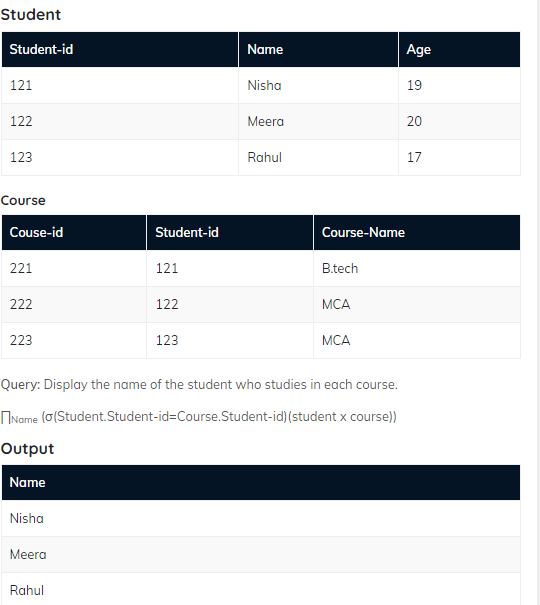 Student
Student-id Name Age
121 Nisha 19
122 Meera 20
123 Rahul 17
Course
Couse-id Student-id Course-Name
221 121 B.tech
222 122 MCA
223 123 MCA
Query: Display the name of the student who studies in each course.
∏Name (σ(Student.Student-id=Course.Student-id)(student x course))
Output
Name
Nisha
Meera
Rahul